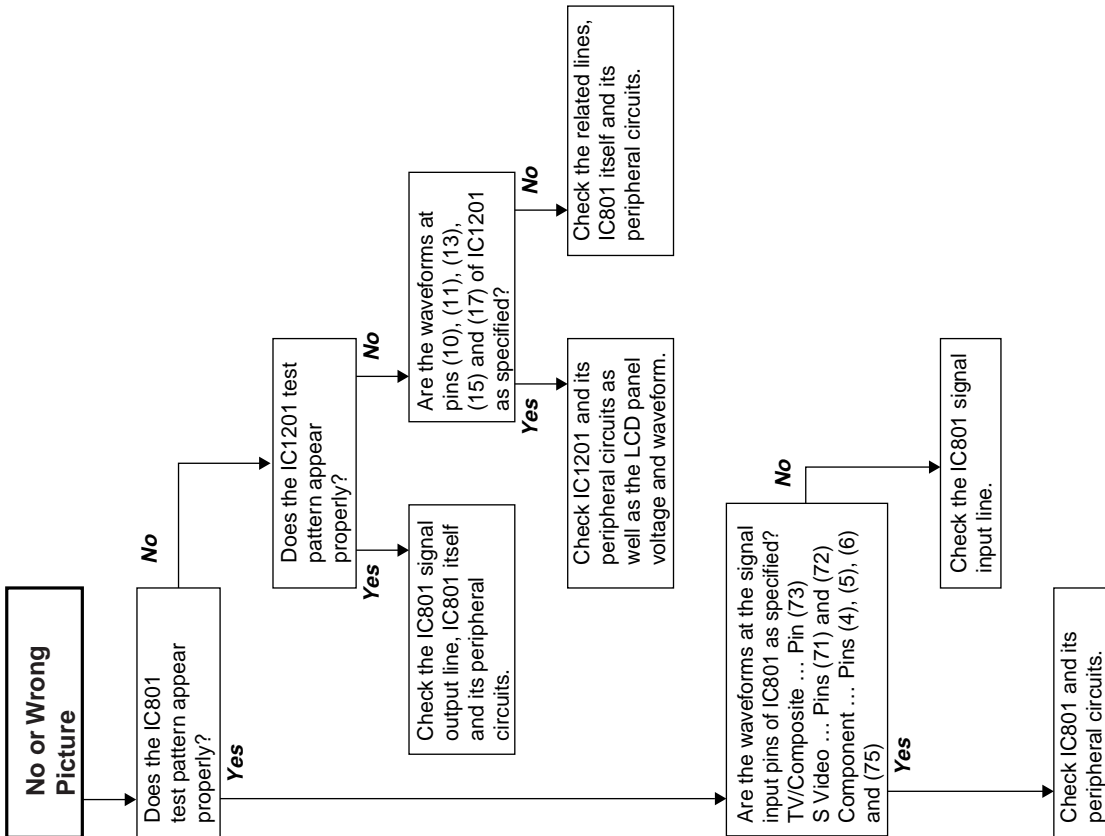 No or Wrong
Picture
Does the IC801
test pattern appear
properly?
No
Yes
Does the IC1201 test
pattern appear
properly?
No
Yes
Check the IC801 signal
output line, IC801 itself
and its peripheral
circuits.
Are the waveforms at
pins (10), (11), (13),
(15) and (17) of IC1201
as specified?
No
Yes
Check the related lines,
IC801 itself and its
peripheral circuits.
Check IC1201 and its
peripheral circuits as
well as the LCD panel
voltage and waveform.
Are the waveforms at the signal
input pins of IC801 as specified?
TV/Composite … Pin (73)
S Video … Pins (71) and (72)
Component … Pins (4), (5), (6)
and (75)
No
Yes
Check the IC801 signal
input line.
Check IC801 and its
peripheral circuits.